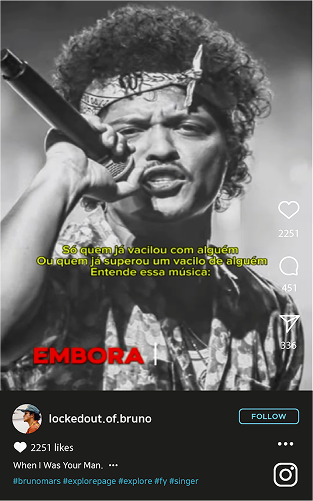 Só quem já vacilou com alguém
Ou quem já superou um vacilo de alguém
Entende essa música:
EMBORA
2251
451
336
lockedout.of.bruno
FOLLOW
2251 likes
When I Was Your Man.
#brunomars #explorepage #explore #fy #singer